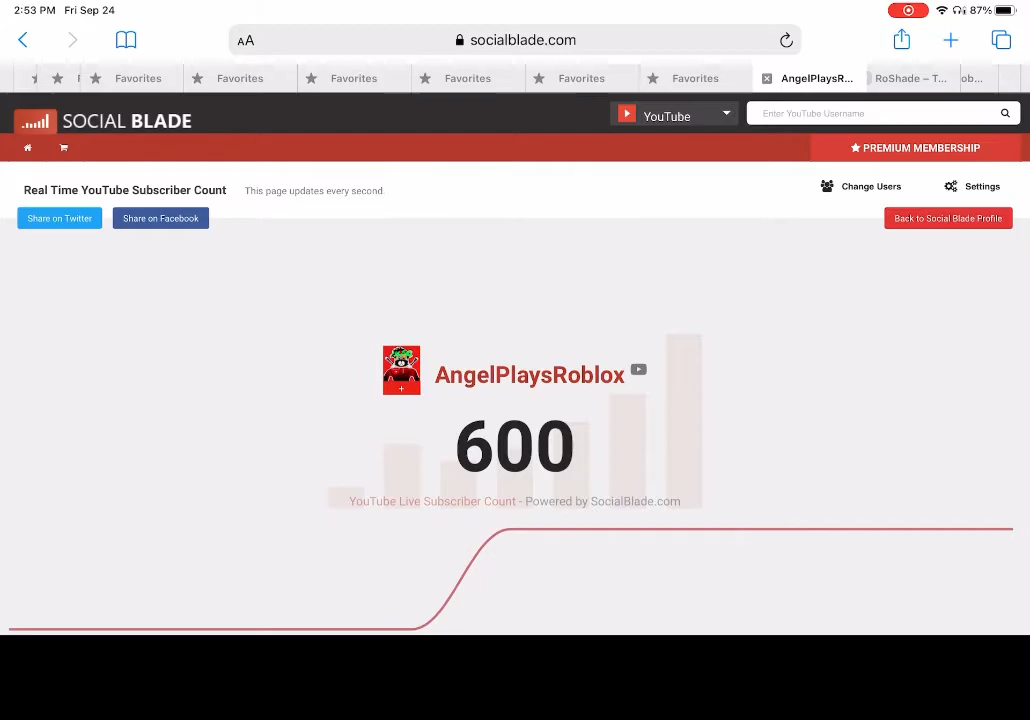 2:53 PM Fri Sep 24
87%
AA socialblade.com
Favorites Favorites Favorites Favorites Favorites Favorites AngelPlaysR... RoShade – T... ob...
SOCIAL BLADE
YouTube
Enter YouTube Username
PREMIUM MEMBERSHIP
Real Time YouTube Subscriber Count This page updates every second.
Change Users Settings
Share on Twitter Share on Facebook Back to Social Blade Profile
AngelPlaysRoblox
600
YouTube Live Subscriber Count - Powered by SocialBlade.com